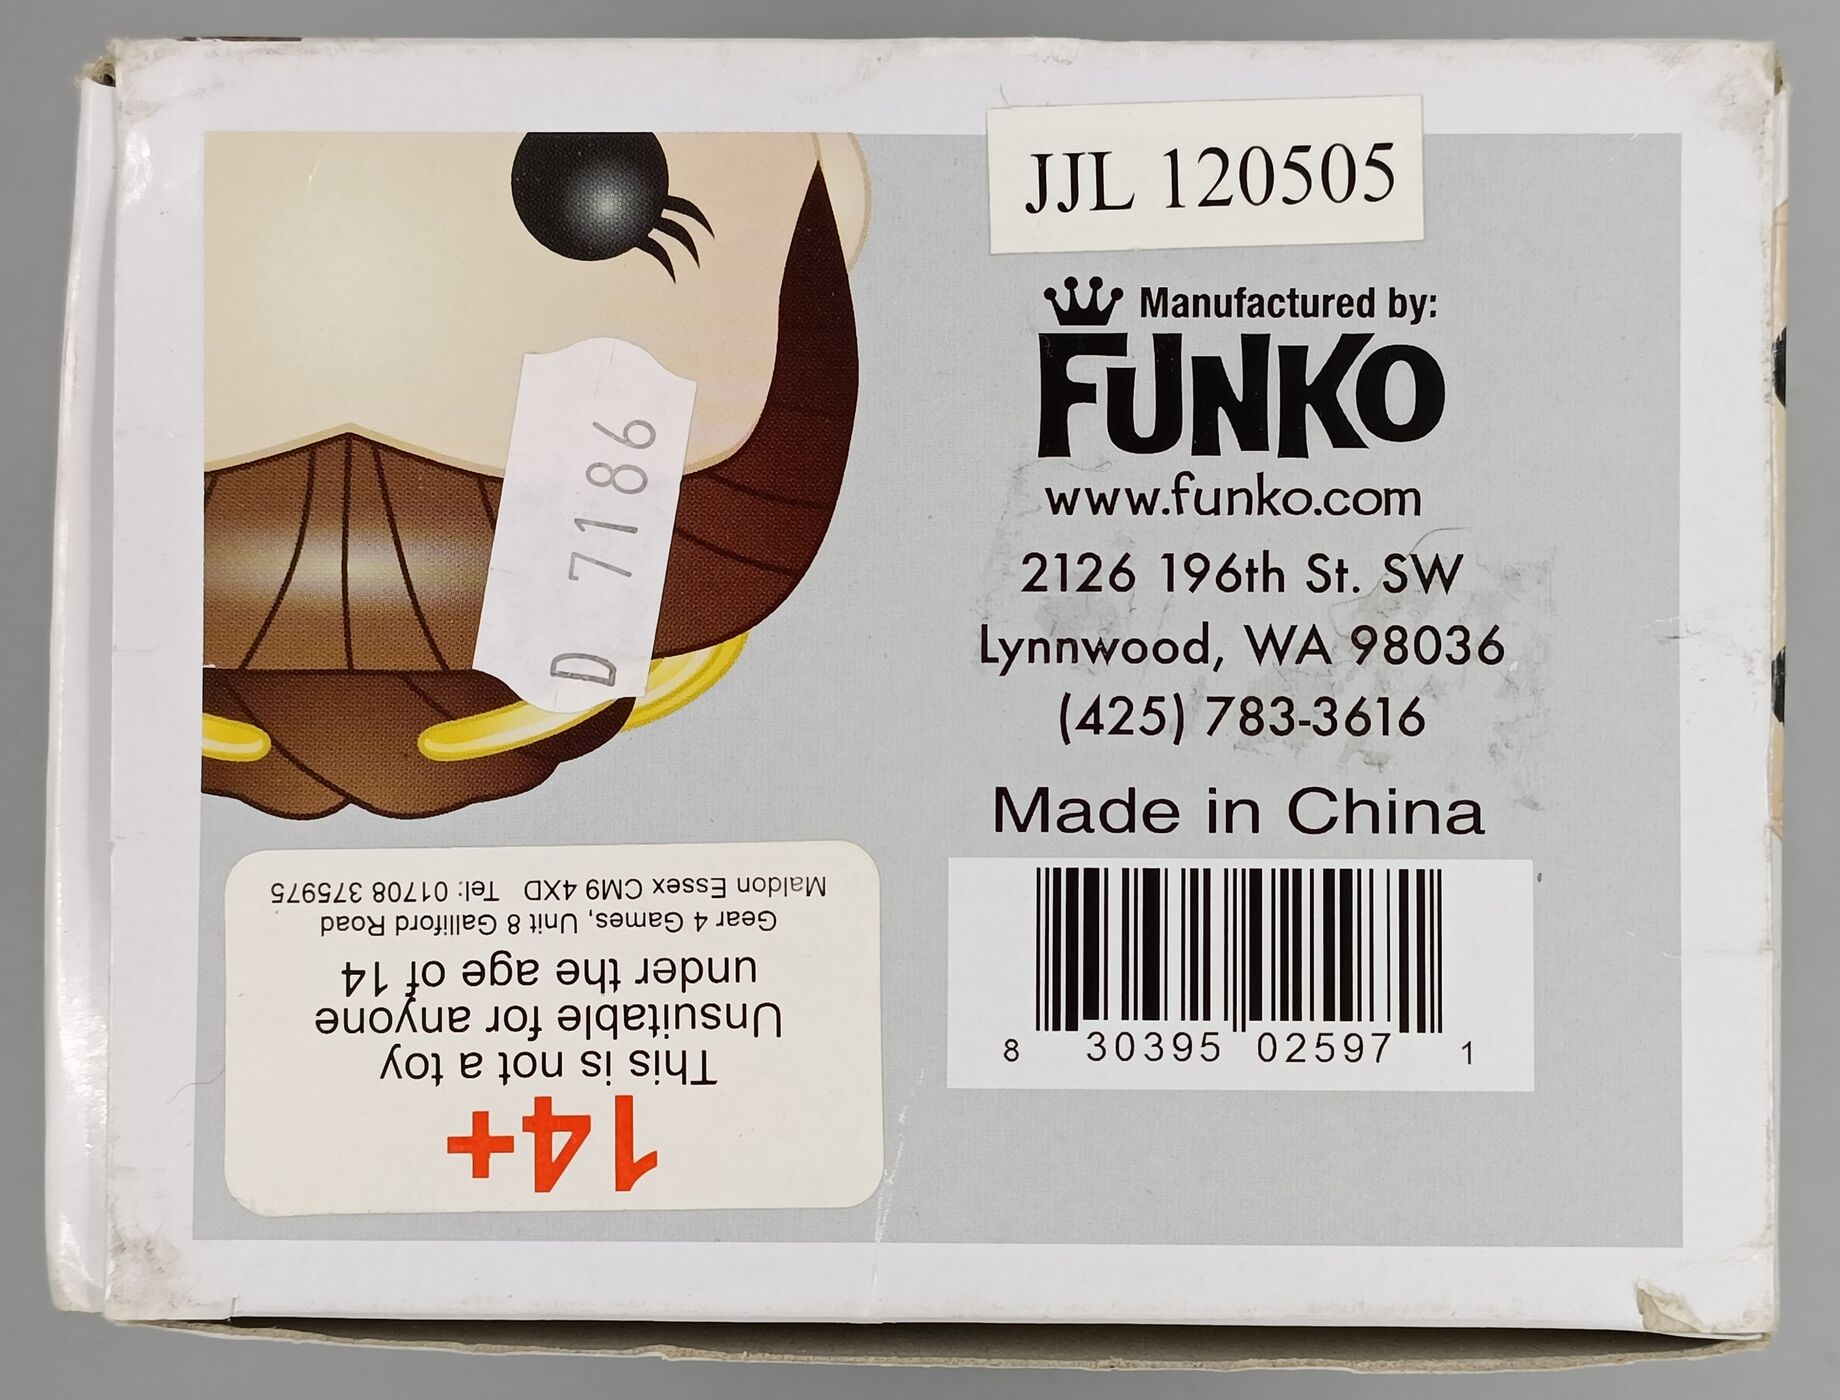 JJL 120505
Manufactured by:
FUNKO
www.funko.com
2126 196th St. SW
Lynnwood, WA 98036
(425) 783-3616
Made in China
8 30395 02597 1
D 7186
14+
This is not a toy
Unsuitable for anyone
under the age of 14
Gear 4 Games, Unit 8 Galliford Road
Maldon Essex CM9 4XD Tel: 01708 375975